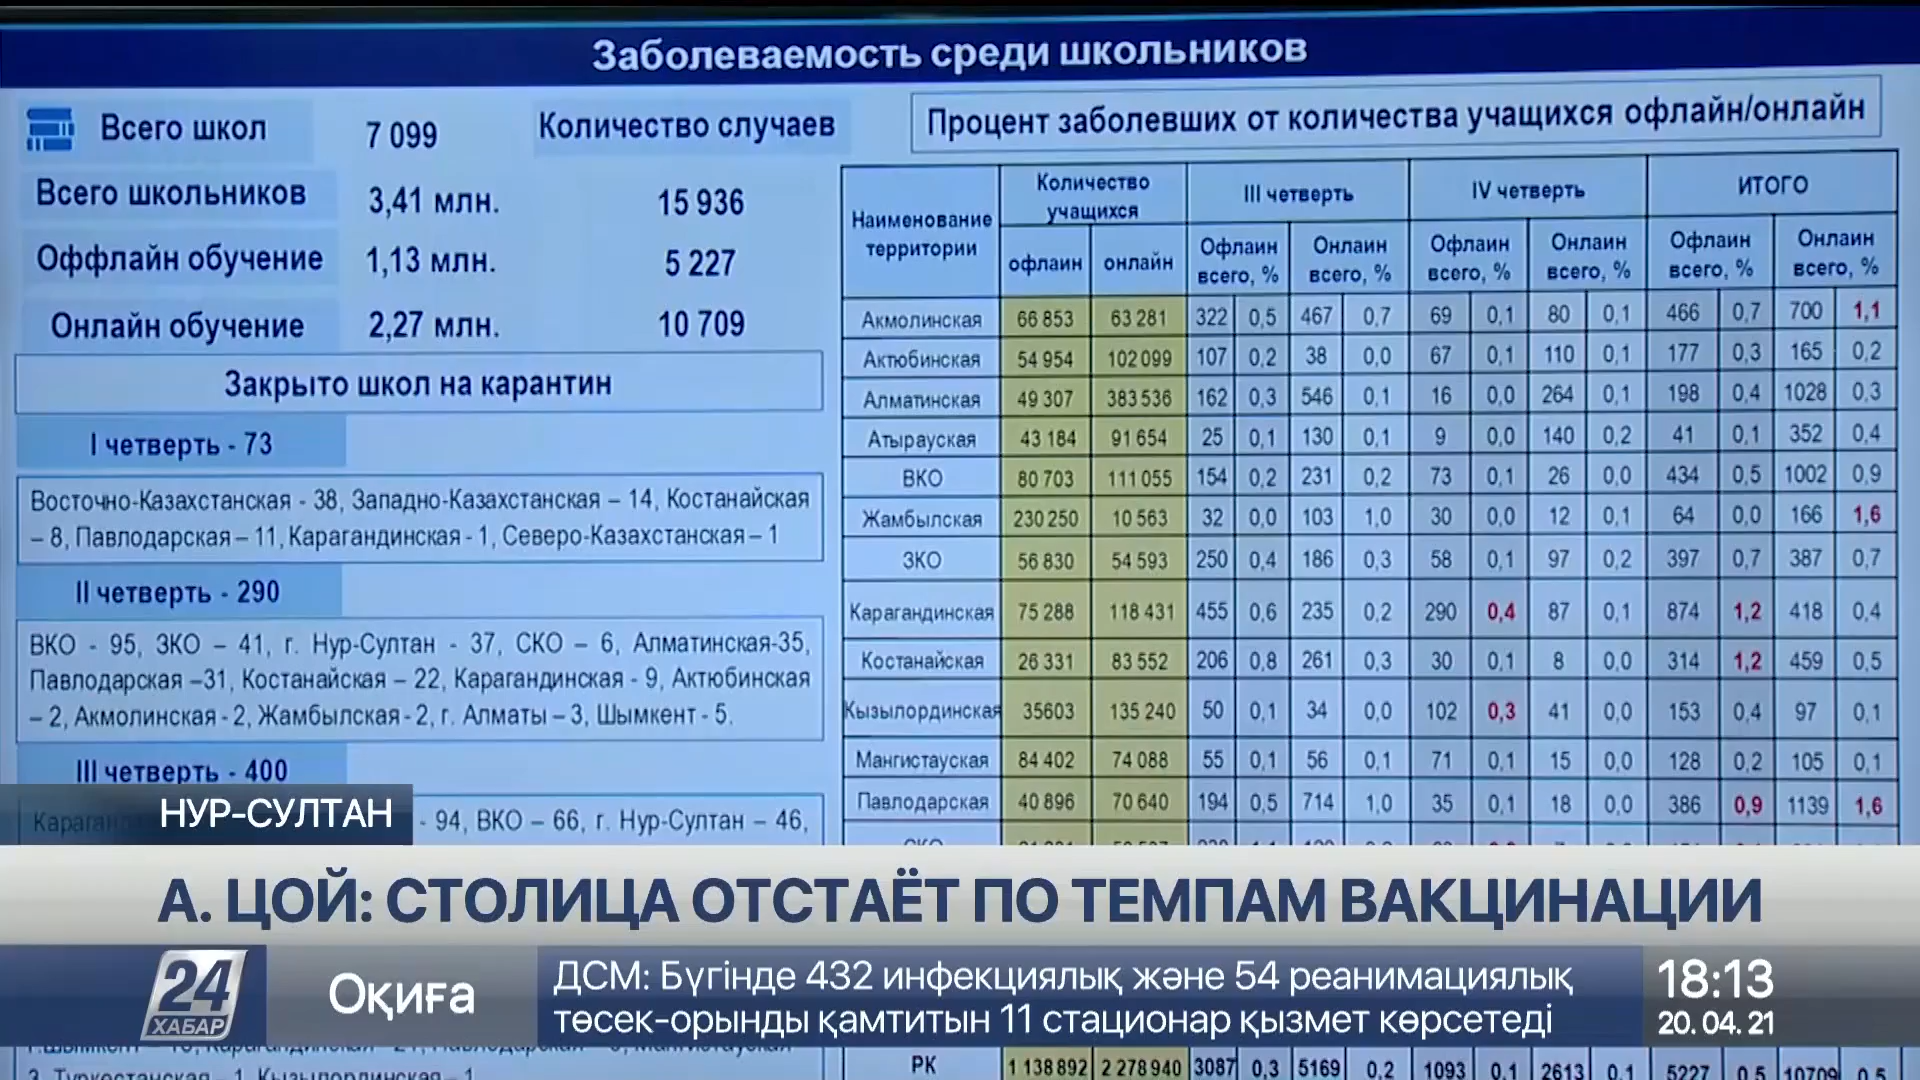 Заболеваемость среди школьников
Всего школ 7 099 Количество случаев
Всего школьников 3,41 млн. 15 936
Оффлайн обучение 1,13 млн. 5 227
Онлайн обучение 2,27 млн. 10 709
Закрыто школ на карантин
I четверть - 73
Восточно-Казахстанская - 38, Западно-Казахстанская – 14, Костанайская
– 8, Павлодарская – 11, Карагандинская - 1, Северо-Казахстанская – 1
II четверть - 290
ВКО - 95, ЗКО – 41, г. Нур-Султан - 37, СКО – 6, Алматинская-35,
Павлодарская –31, Костанайская – 22, Карагандинская - 9, Актюбинская
– 2, Акмолинская - 2, Жамбылская - 2, г. Алматы – 3, Шымкент - 5.
III четверть - 400
- 94, ВКО – 66, г. Нур-Султан – 46,
Процент заболевших от количества учащихся офлайн/онлайн
Наименование территории Количество учащихся III четверть IV четверть ИТОГО
офлаин онлайн Офлаин всего, % Онлаин всего, % Офлаин всего, % Онлаин всего, % Офлаин всего, % Онлаин всего, %
Акмолинская 66 853 63 281 322 0,5 467 0,7 69 0,1 80 0,1 466 0,7 700 1,1
Актюбинская 54 954 102 099 107 0,2 38 0,0 67 0,1 110 0,1 177 0,3 165 0,2
Алматинская 49 307 383 536 162 0,3 546 0,1 16 0,0 264 0,1 198 0,4 1028 0,3
Атырауская 43 184 91 654 25 0,1 130 0,1 9 0,0 140 0,2 41 0,1 352 0,4
ВКО 80 703 111 055 154 0,2 231 0,2 73 0,1 26 0,0 434 0,5 1002 0,9
Жамбылская 230 250 10 563 32 0,0 103 1,0 30 0,0 12 0,1 64 0,0 166 1,6
ЗКО 56 830 54 593 250 0,4 186 0,3 58 0,1 97 0,2 397 0,7 387 0,7
Карагандинская 75 288 118 431 455 0,6 235 0,2 290 0,4 87 0,1 874 1,2 418 0,4
Костанайская 26 331 83 552 206 0,8 261 0,3 30 0,1 8 0,0 314 1,2 459 0,5
Кызылординская 35603 135 240 50 0,1 34 0,0 102 0,3 41 0,0 153 0,4 97 0,1
Мангистауская 84 402 74 088 55 0,1 56 0,1 71 0,1 15 0,0 128 0,2 105 0,1
Павлодарская 40 896 70 640 194 0,5 714 1,0 35 0,1 18 0,0 386 0,9 1139 1,6
НУР-СУЛТАН
А. ЦОЙ: СТОЛИЦА ОТСТАЁТ ПО ТЕМПАМ ВАКЦИНАЦИИ
24 ХАБАР
Оқиға
ДСМ: Бүгінде 432 инфекциялық және 54 реанимациялық
төсек-орынды қамтитын 11 стационар қызмет көрсетеді
18:13
20. 04. 21
РК 1 138 892 2 278 940 3087 0,3 5169 0,2 1093 0,1 2613 0,1 5227 0,5 10709 0,5